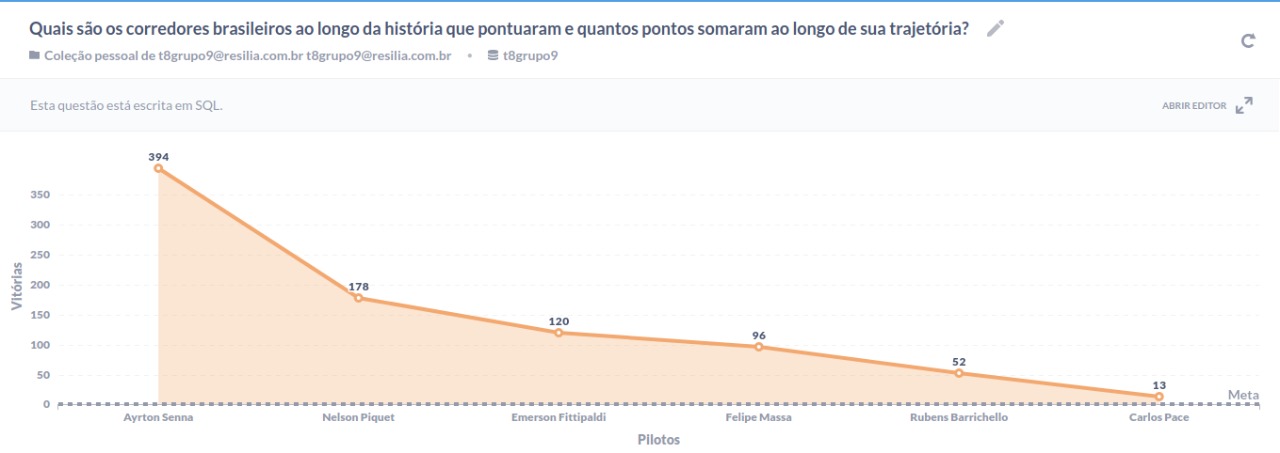 Quais são os corredores brasileiros ao longo da história que pontuaram e quantos pontos somaram ao longo de sua trajetória?
Coleção pessoal de t8grupo9@resilia.com.br t8grupo9@resilia.com.br • t8grupo9
Esta questão está escrita em SQL.
ABRIR EDITOR
394
350
300
250
200
150
100
50
0
Vitórias
178
120
96
52
13
Meta
Ayrton Senna Nelson Piquet Emerson Fittipaldi Felipe Massa Rubens Barrichello Carlos Pace
Pilotos